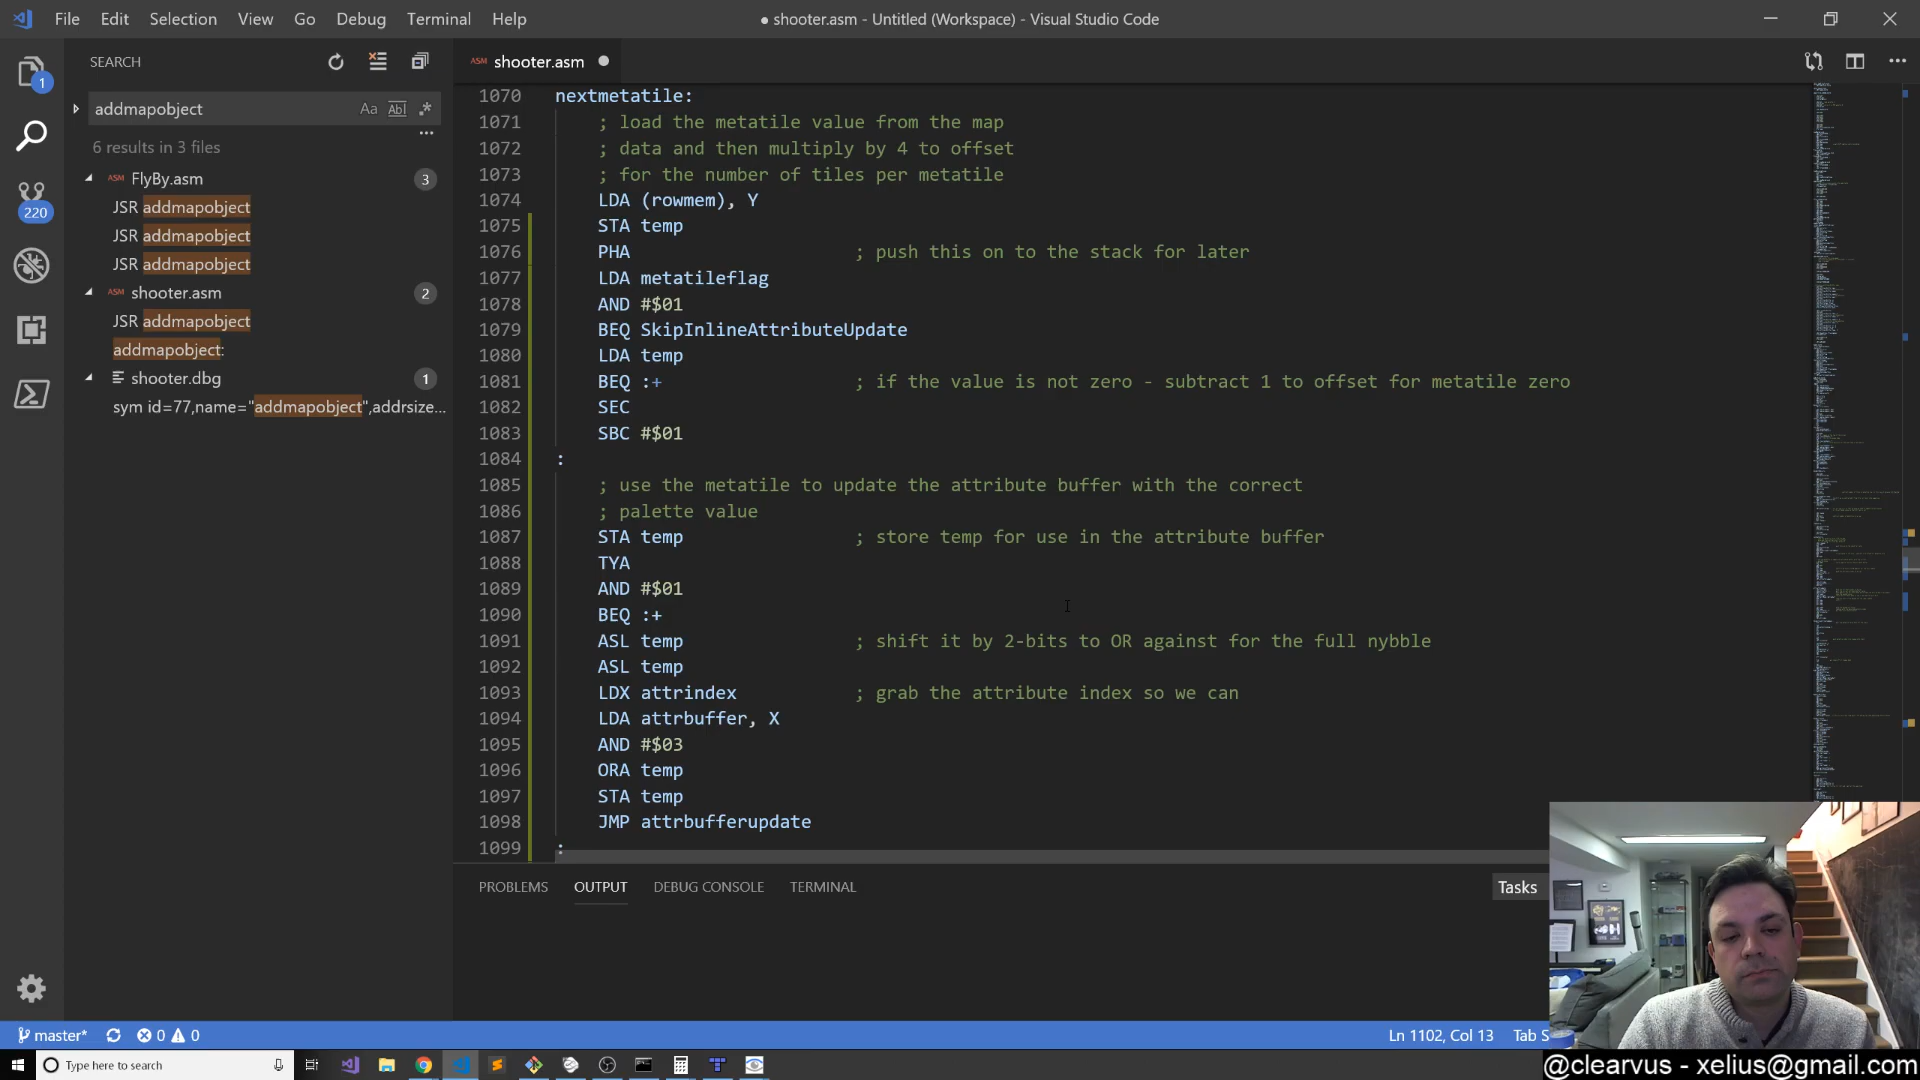 File Edit Selection View Go Debug Terminal Help
● shooter.asm - Untitled (Workspace) - Visual Studio Code
SEARCH
ASM shooter.asm
addmapobject
Aa Abl .*
6 results in 3 files
ASM FlyBy.asm 3
JSR addmapobject
JSR addmapobject
JSR addmapobject
ASM shooter.asm 2
JSR addmapobject
addmapobject:
shooter.dbg 1
sym id=77,name="addmapobject",addrsize...
1
220
1070 nextmetatile:
1071 ; load the metatile value from the map
1072 ; data and then multiply by 4 to offset
1073 ; for the number of tiles per metatile
1074 LDA (rowmem), Y
1075 STA temp
1076 PHA ; push this on to the stack for later
1077 LDA metatileflag
1078 AND #$01
1079 BEQ SkipInlineAttributeUpdate
1080 LDA temp
1081 BEQ :+ ; if the value is not zero - subtract 1 to offset for metatile zero
1082 SEC
1083 SBC #$01
1084 :
1085 ; use the metatile to update the attribute buffer with the correct
1086 ; palette value
1087 STA temp ; store temp for use in the attribute buffer
1088 TYA
1089 AND #$01
1090 BEQ :+
1091 ASL temp ; shift it by 2-bits to OR against for the full nybble
1092 ASL temp
1093 LDX attrindex ; grab the attribute index so we can
1094 LDA attrbuffer, X
1095 AND #$03
1096 ORA temp
1097 STA temp
1098 JMP attrbufferupdate
1099 :
PROBLEMS OUTPUT DEBUG CONSOLE TERMINAL
Tasks
master* 0 0
Ln 1102, Col 13 Tab S
Type here to search
@clearvus - xelius@gmail.com